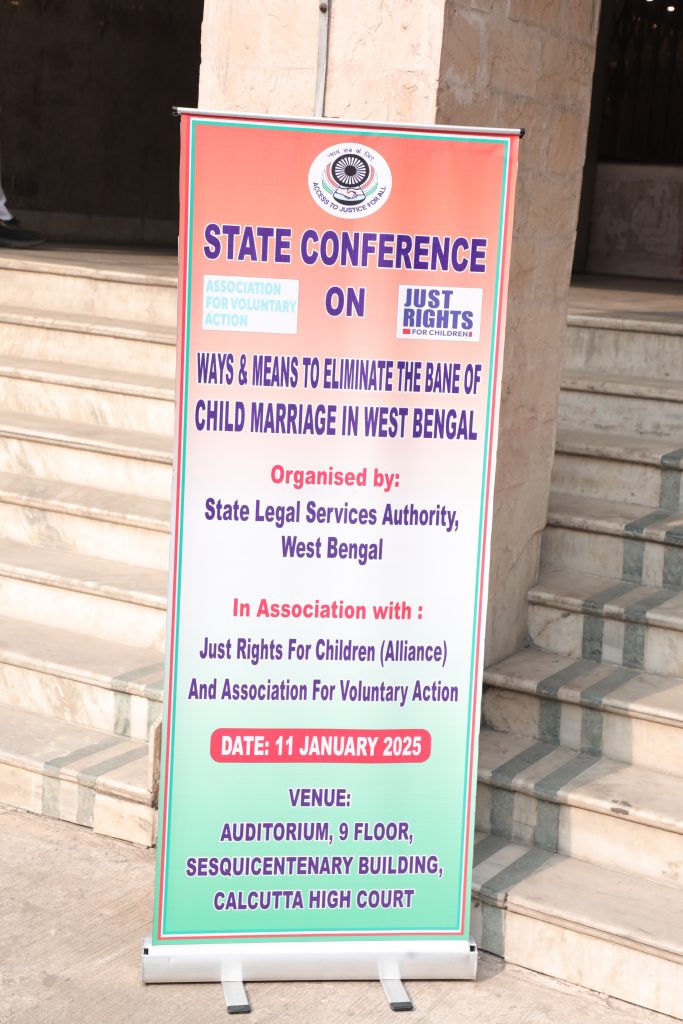 न्याय सब के लिए
ACCESS TO JUSTICE FOR ALL
STATE CONFERENCE
ASSOCIATION
FOR VOLUNTARY
ACTION
ON
JUST
RIGHTS
FOR CHILDREN
WAYS & MEANS TO ELIMINATE THE BANE OF
CHILD MARRIAGE IN WEST BENGAL
Organised by:
State Legal Services Authority,
West Bengal
In Association with :
Just Rights For Children (Alliance)
And Association For Voluntary Action
DATE: 11 JANUARY 2025
VENUE:
AUDITORIUM, 9 FLOOR,
SESQUICENTENARY BUILDING,
CALCUTTA HIGH COURT